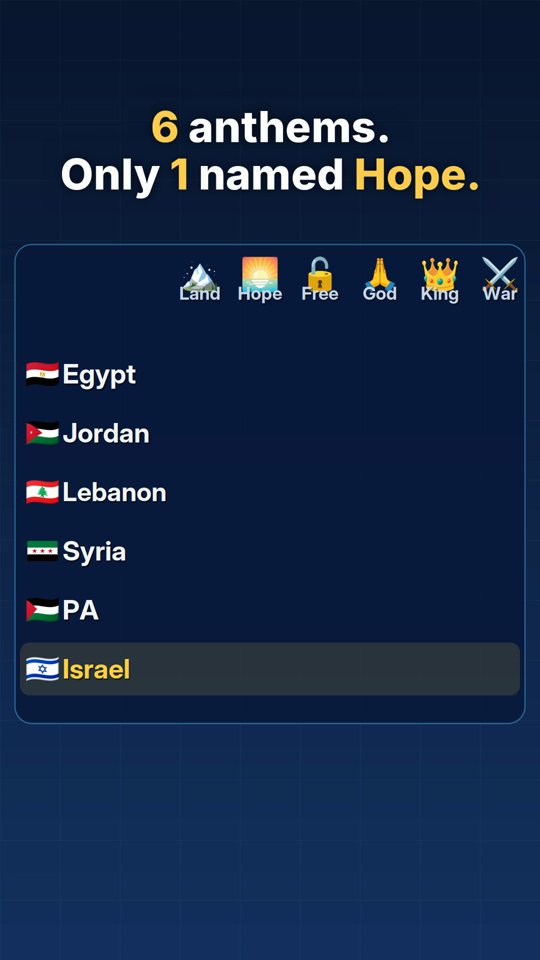 6 anthems.
Only 1 named Hope.
Land Hope Free God King War
Egypt
Jordan
Lebanon
Syria
PA
Israel